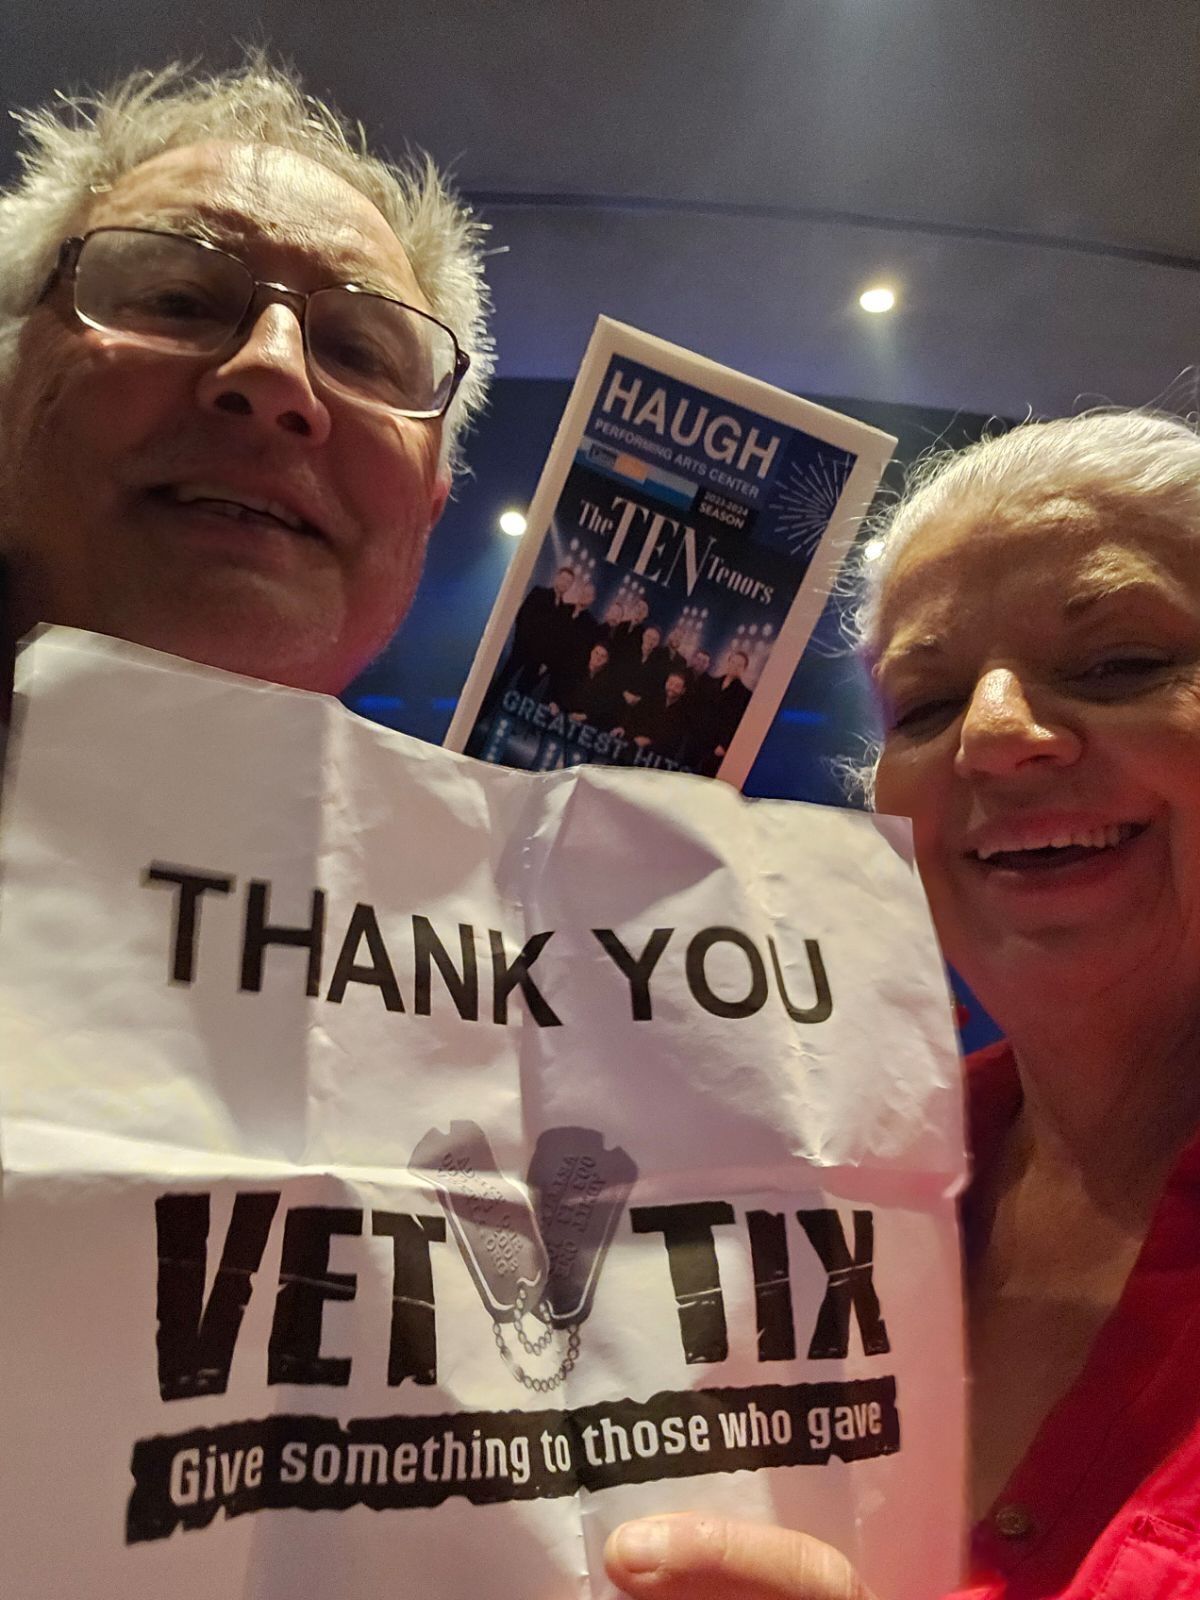 HAUGH
PERFORMING ARTS CENTER
2023-2024
SEASON
The TEN Tenors
GREATEST HITS
THANK YOU
VET TIX
Give something to those who gave